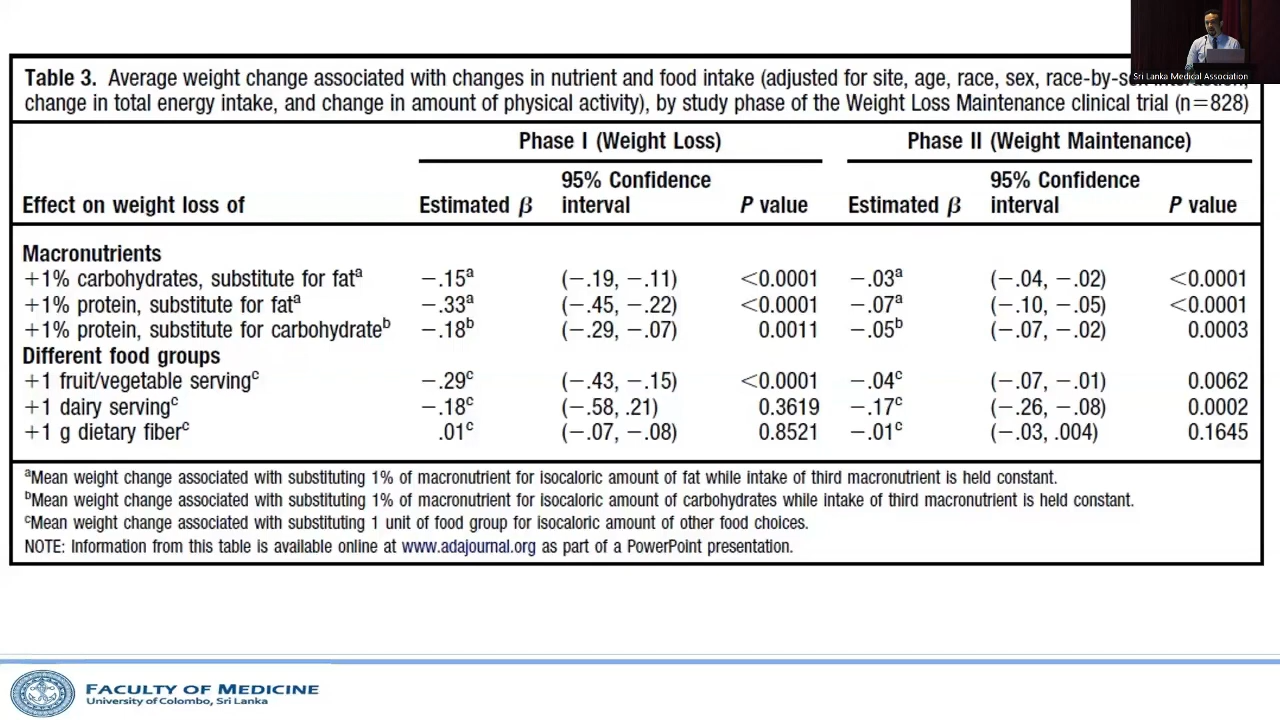 Sri Lanka Medical Association
Table 3. Average weight change associated with changes in nutrient and food intake (adjusted for site, age, race, sex,
change in total energy intake, and change in amount of physical activity), by study phase of the Weight Loss Maintenance clinical trial (n=828)
Phase I (Weight Loss) Phase II (Weight Maintenance)
95% Confidence 95% Confidence
Effect on weight loss of Estimated β interval P value Estimated β interval P value
Macronutrients
+1% carbohydrates, substitute for fatᵃ −.15ᵃ (−.19, −.11) <0.0001 −.03ᵃ (−.04, −.02) <0.0001
+1% protein, substitute for fatᵃ −.33ᵃ (−.45, −.22) <0.0001 −.07ᵃ (−.10, −.05) <0.0001
+1% protein, substitute for carbohydrateᵇ −.18ᵇ (−.29, −.07) 0.0011 −.05ᵇ (−.07, −.02) 0.0003
Different food groups
+1 fruit/vegetable servingᶜ −.29ᶜ (−.43, −.15) <0.0001 −.04ᶜ (−.07, −.01) 0.0062
+1 dairy servingᶜ −.18ᶜ (−.58, .21) 0.3619 −.17ᶜ (−.26, −.08) 0.0002
+1 g dietary fiberᶜ .01ᶜ (−.07, −.08) 0.8521 −.01ᶜ (−.03, .004) 0.1645
ᵃMean weight change associated with substituting 1% of macronutrient for isocaloric amount of fat while intake of third macronutrient is held constant.
ᵇMean weight change associated with substituting 1% of macronutrient for isocaloric amount of carbohydrates while intake of third macronutrient is held constant.
ᶜMean weight change associated with substituting 1 unit of food group for isocaloric amount of other food choices.
NOTE: Information from this table is available online at www.adajournal.org as part of a PowerPoint presentation.
FACULTY OF MEDICINE
University of Colombo, Sri Lanka